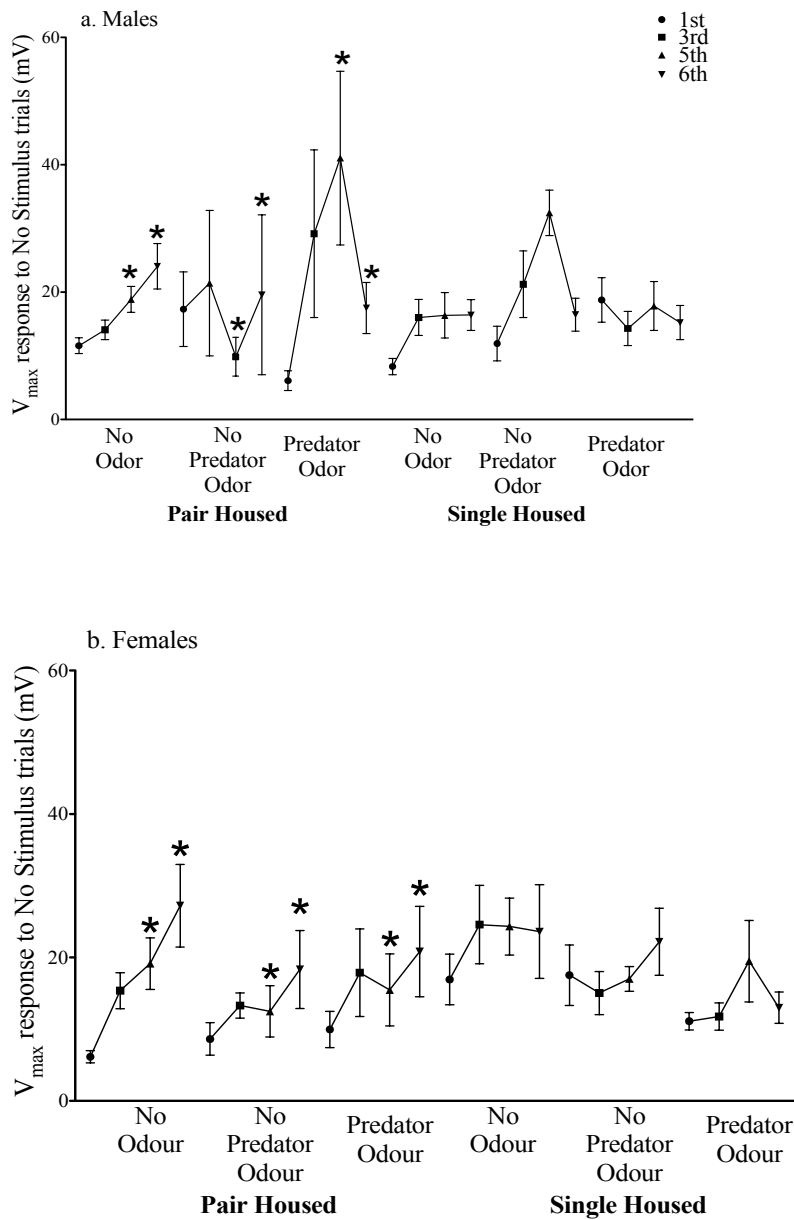 a. Males
1st
3rd
5th
6th
V max response to No Stimulus trials (mV)
60
40
20
0
*
*
*
*
*
*
No
Odor
No
Predator
Odor
Predator
Odor
No
Odor
No
Predator
Odor
Predator
Odor
Pair Housed
Single Housed
b. Females
V max response to No Stimulus trials (mV)
60
40
20
0
*
*
*
*
*
*
No
Odour
No
Predator
Odour
Predator
Odour
No
Odour
No
Predator
Odour
Predator
Odour
Pair Housed
Single Housed